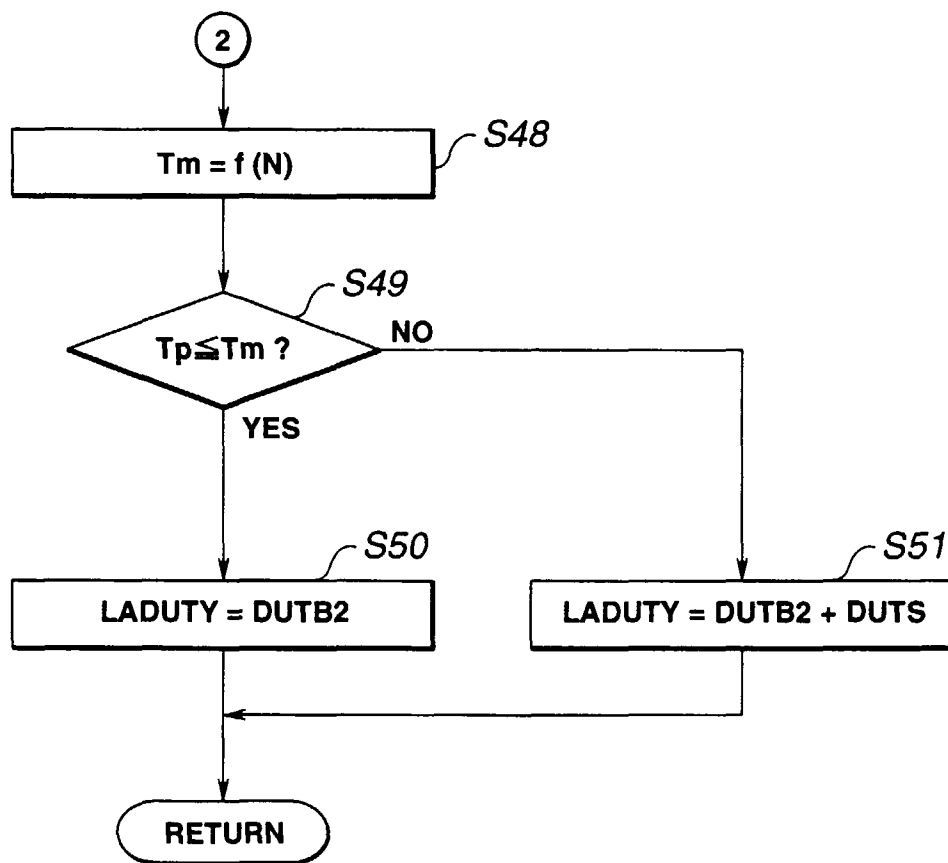 2
Tm = f (N)
S48
Tp≦Tm ?
S49
NO
YES
LADUTY = DUTB2
S50
LADUTY = DUTB2 + DUTS
S51
RETURN